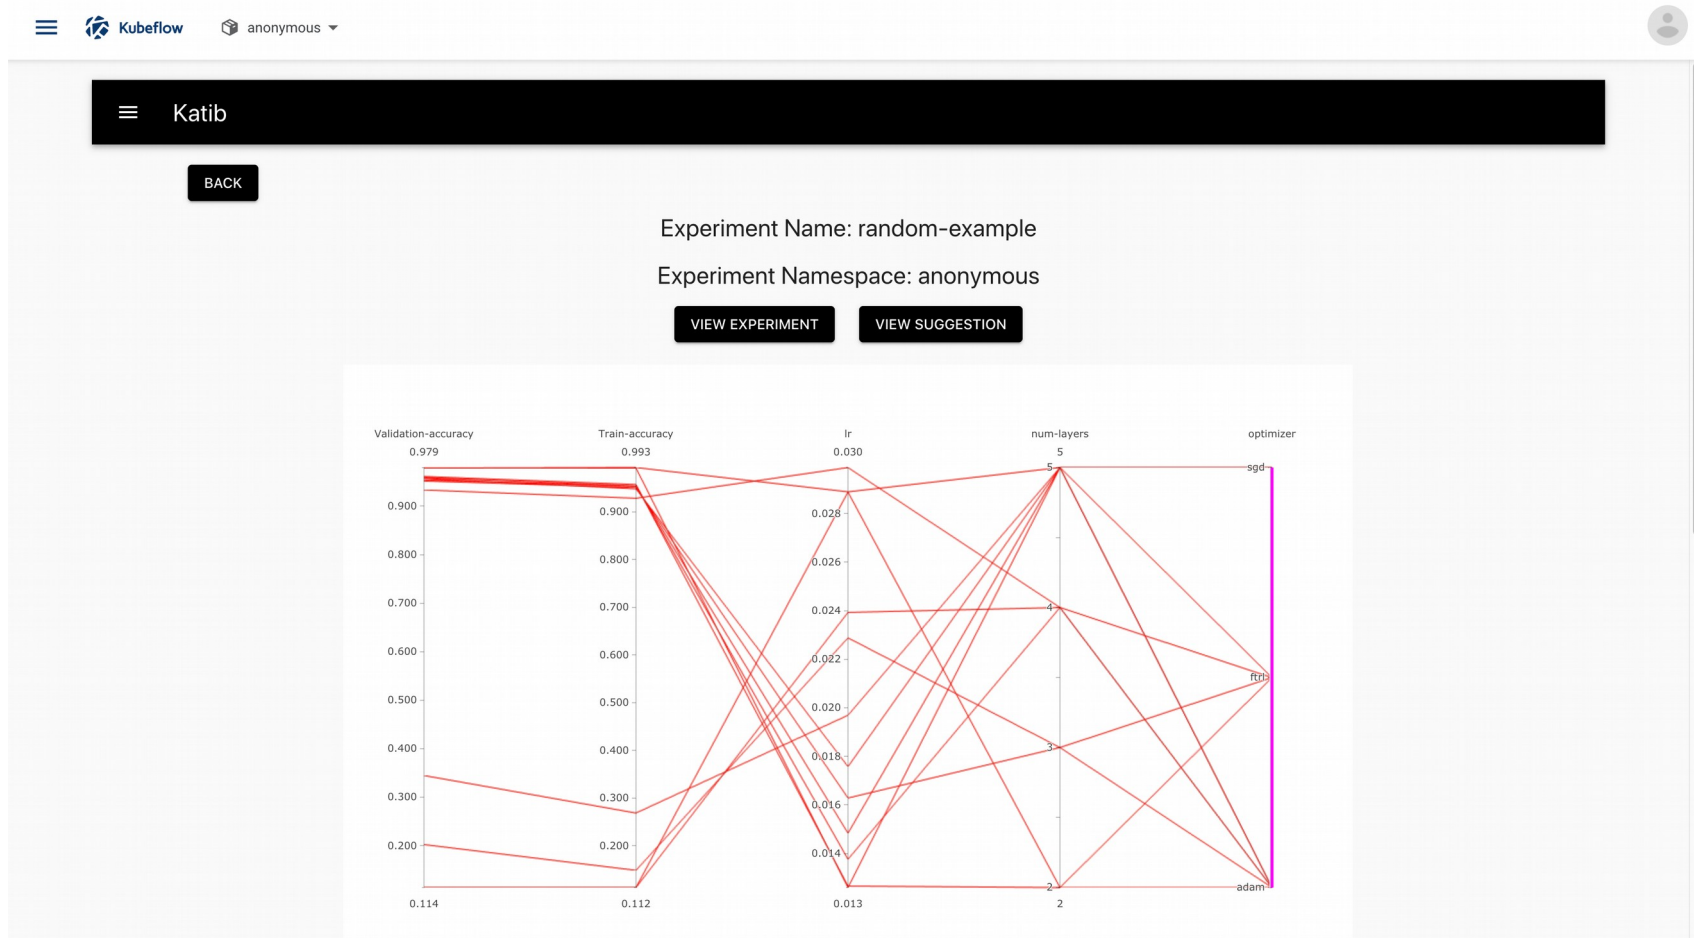 Kubeflow anonymous
Katib
BACK
Experiment Name: random-example
Experiment Namespace: anonymous
VIEW EXPERIMENT VIEW SUGGESTION
Validation-accuracy Train-accuracy lr num-layers optimizer
0.979 0.993 0.030 5
5 sgd
0.900 0.900 0.028
0.800 0.800 0.026
0.700 0.700 0.024 4
0.600 0.600 0.022 ftrl
0.500 0.500 0.020
0.400 0.400 0.018 3
0.300 0.300 0.016
0.200 0.200 0.014
2 adam
0.114 0.112 0.013 2